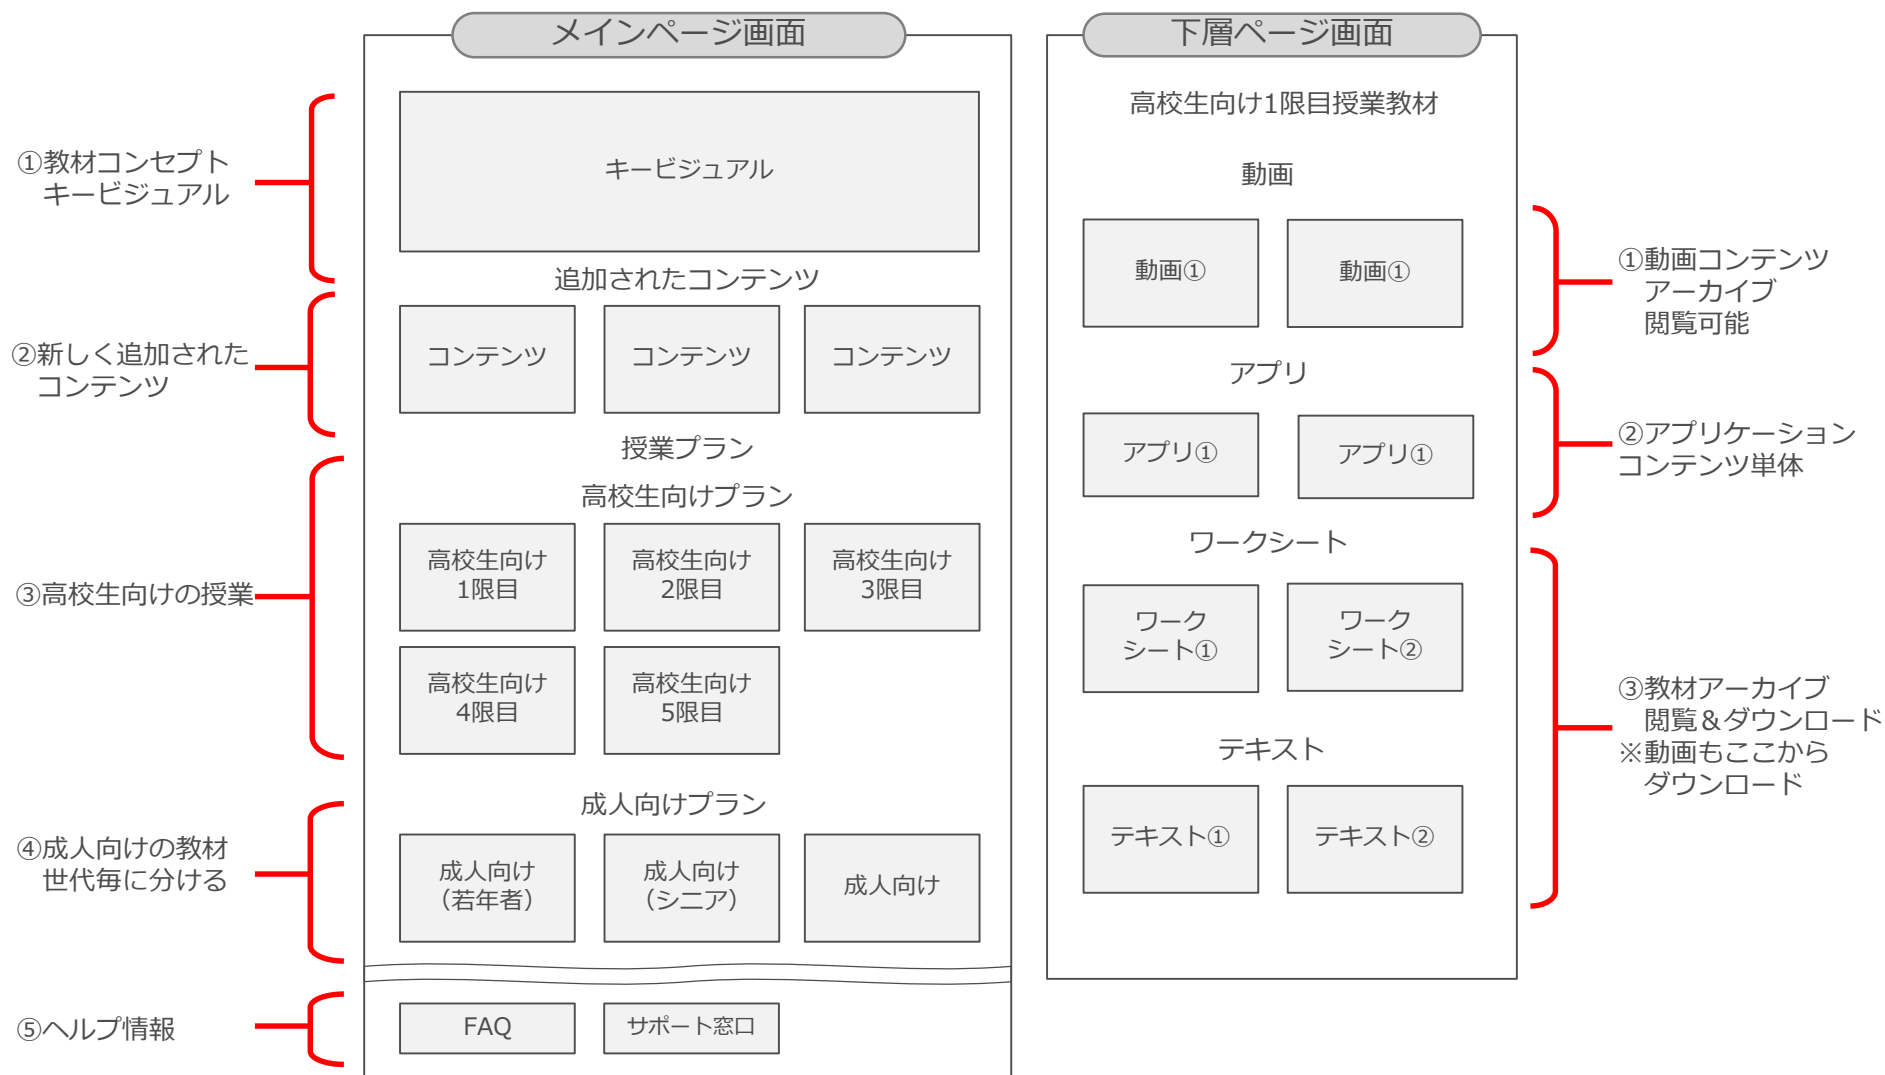 メインページ画面
①教材コンセプト
キービジュアル
キービジュアル
追加されたコンテンツ
②新しく追加された
コンテンツ
コンテンツ
コンテンツ
コンテンツ
授業プラン
高校生向けプラン
③高校生向けの授業
高校生向け
1限目
高校生向け
2限目
高校生向け
3限目
高校生向け
4限目
高校生向け
5限目
成人向けプラン
④成人向けの教材
世代毎に分ける
成人向け
（若年者）
成人向け
（シニア）
成人向け
⑤ヘルプ情報
FAQ
サポート窓口
下層ページ画面
高校生向け1限目授業教材
動画
動画①
動画①
①動画コンテンツ
アーカイブ
閲覧可能
アプリ
アプリ①
アプリ①
②アプリケーション
コンテンツ単体
ワークシート
ワーク
シート①
ワーク
シート②
テキスト
テキスト①
テキスト②
③教材アーカイブ
閲覧＆ダウンロード
※動画もここから
ダウンロード